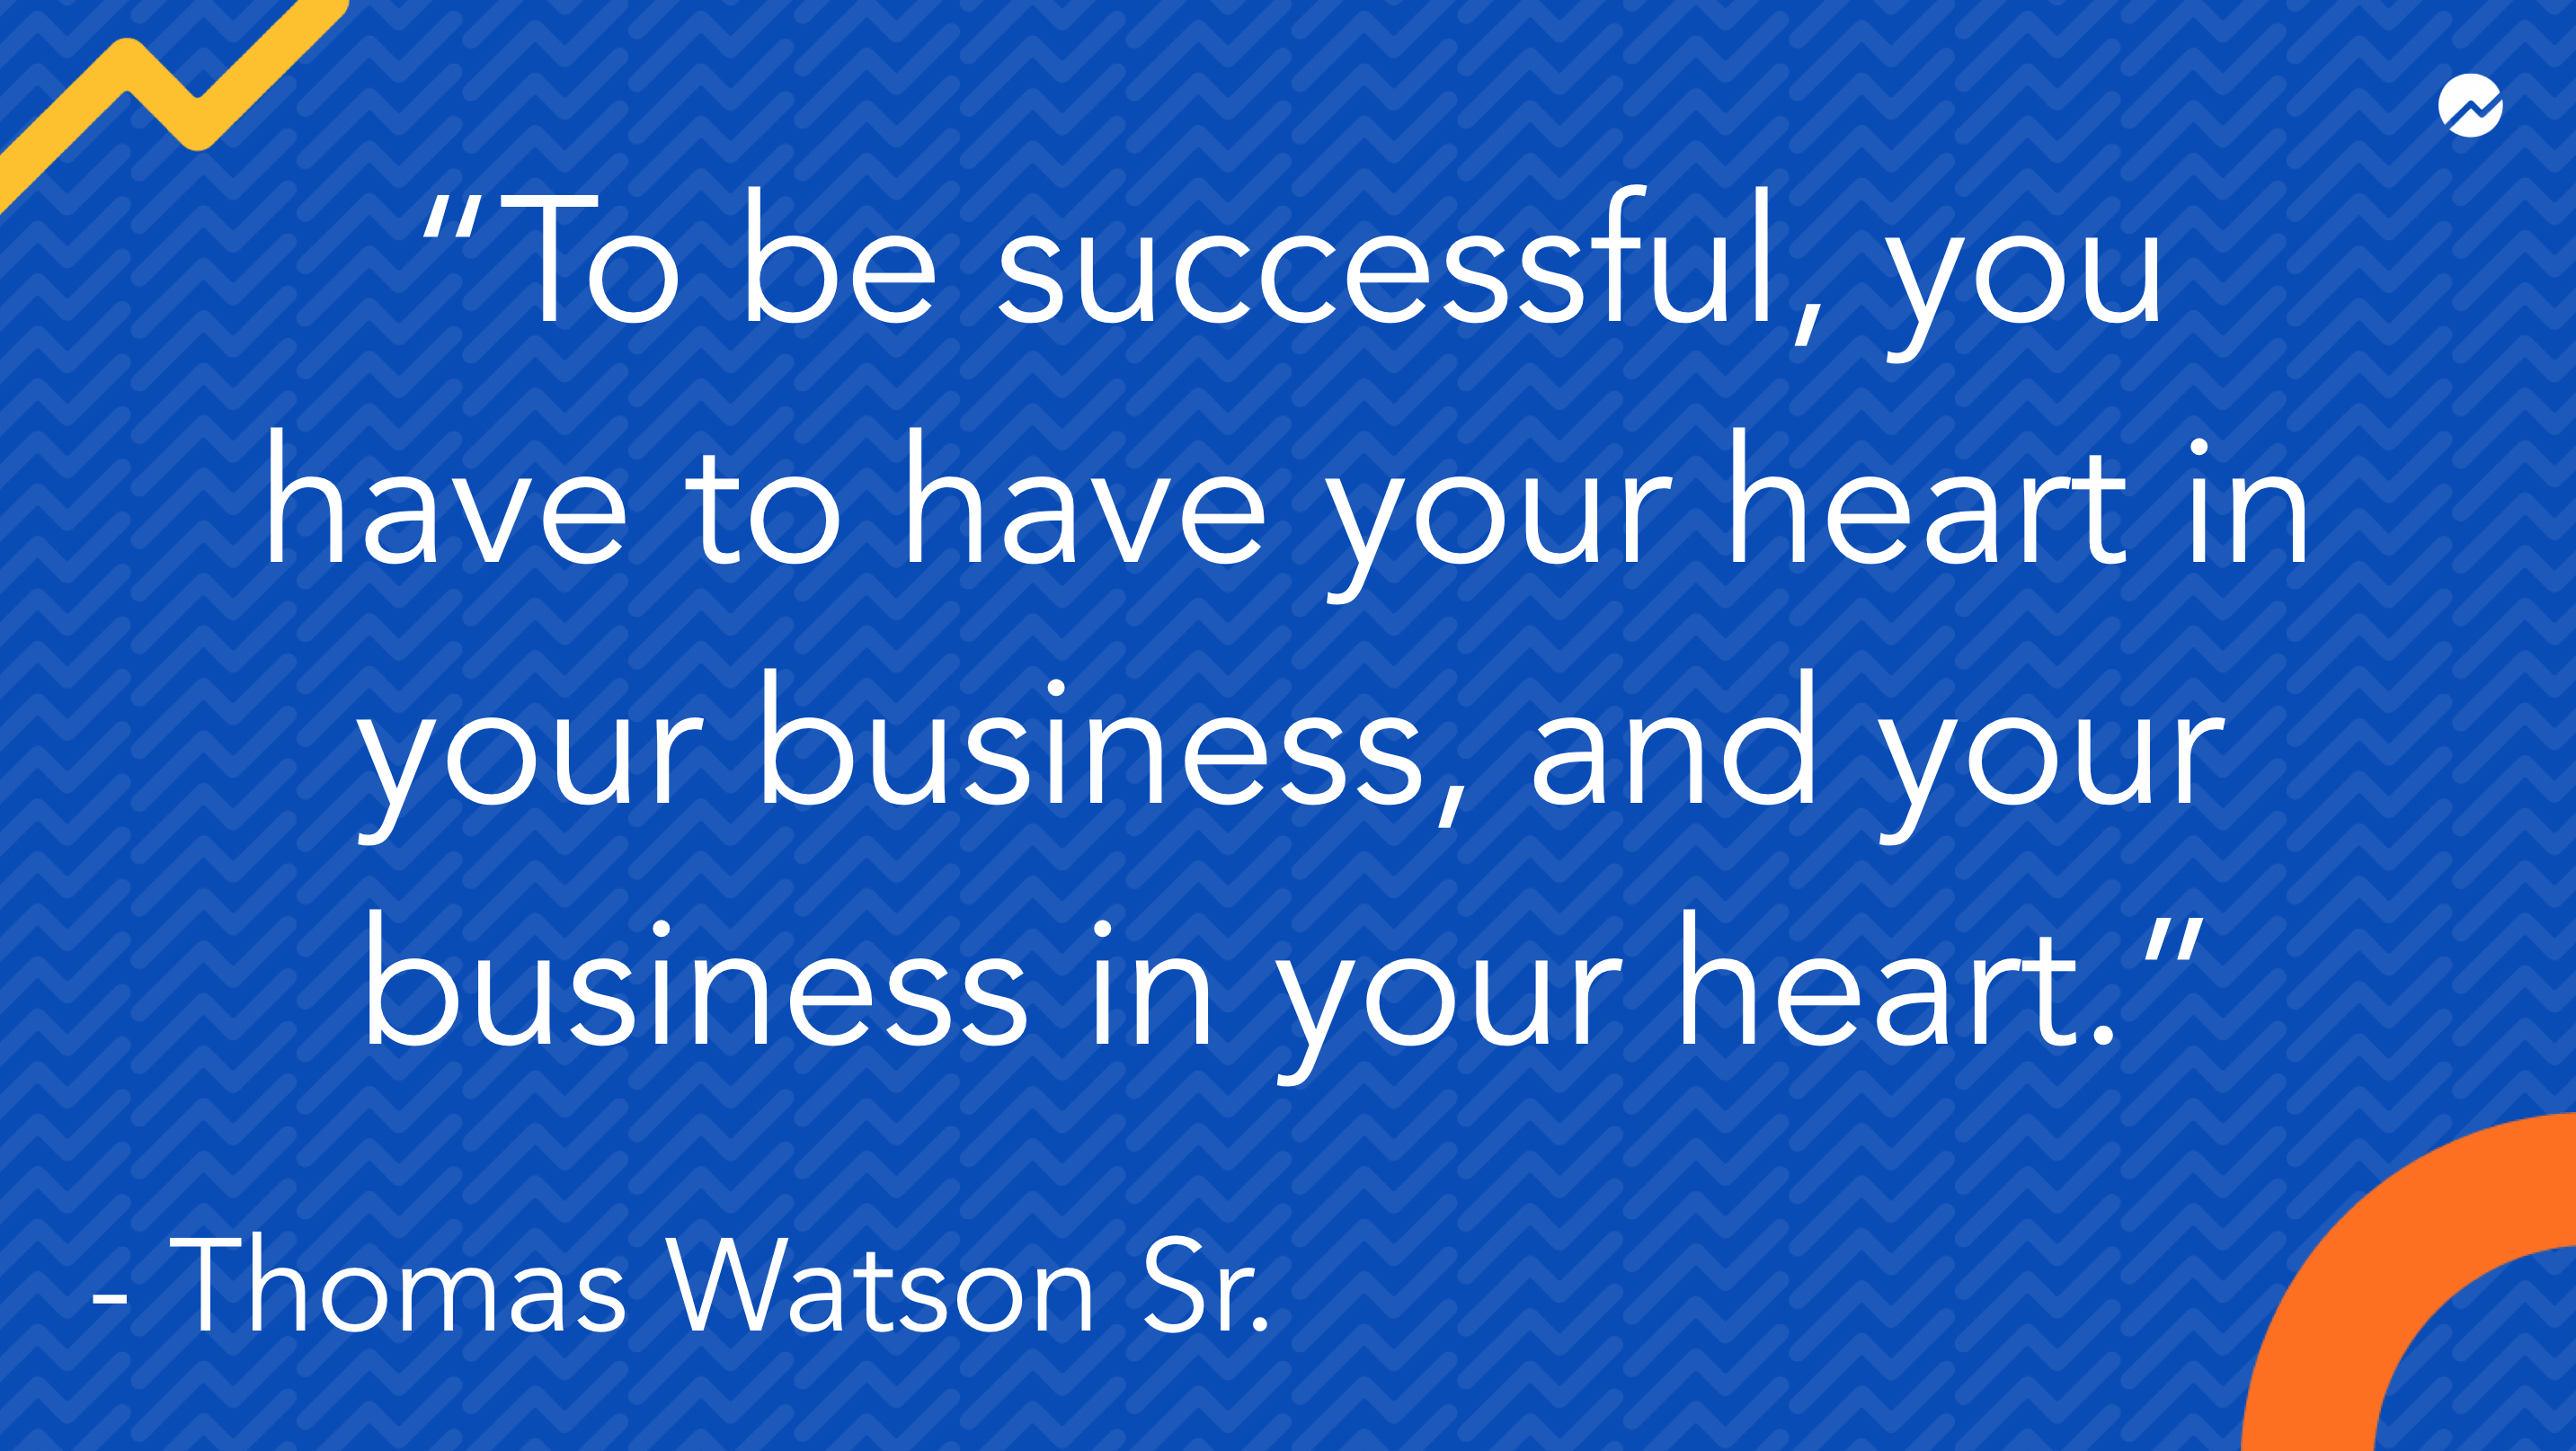 “To be successful, you
have to have your heart in
your business, and your
business in your heart.”
- Thomas Watson Sr.